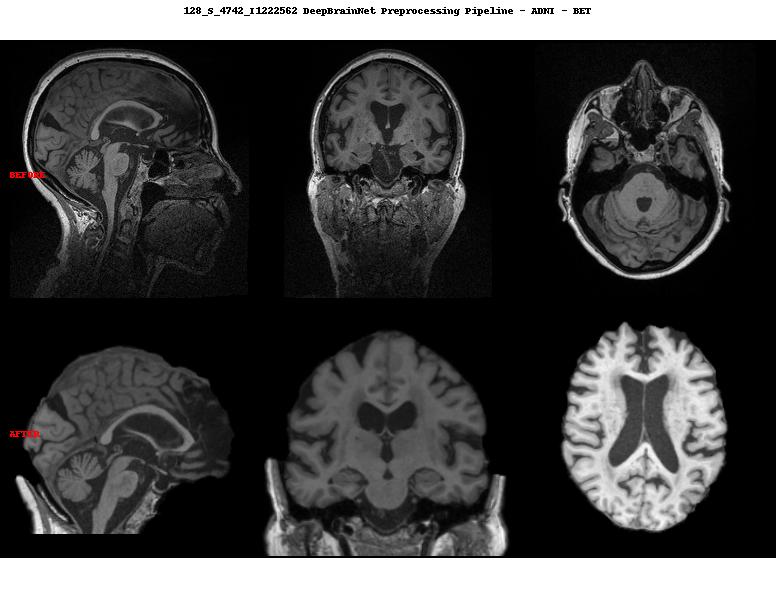 128_S_4742_I1222562 DeepBrainNet Preprocessing Pipeline - ADNI - BET
BEFORE
AFTER